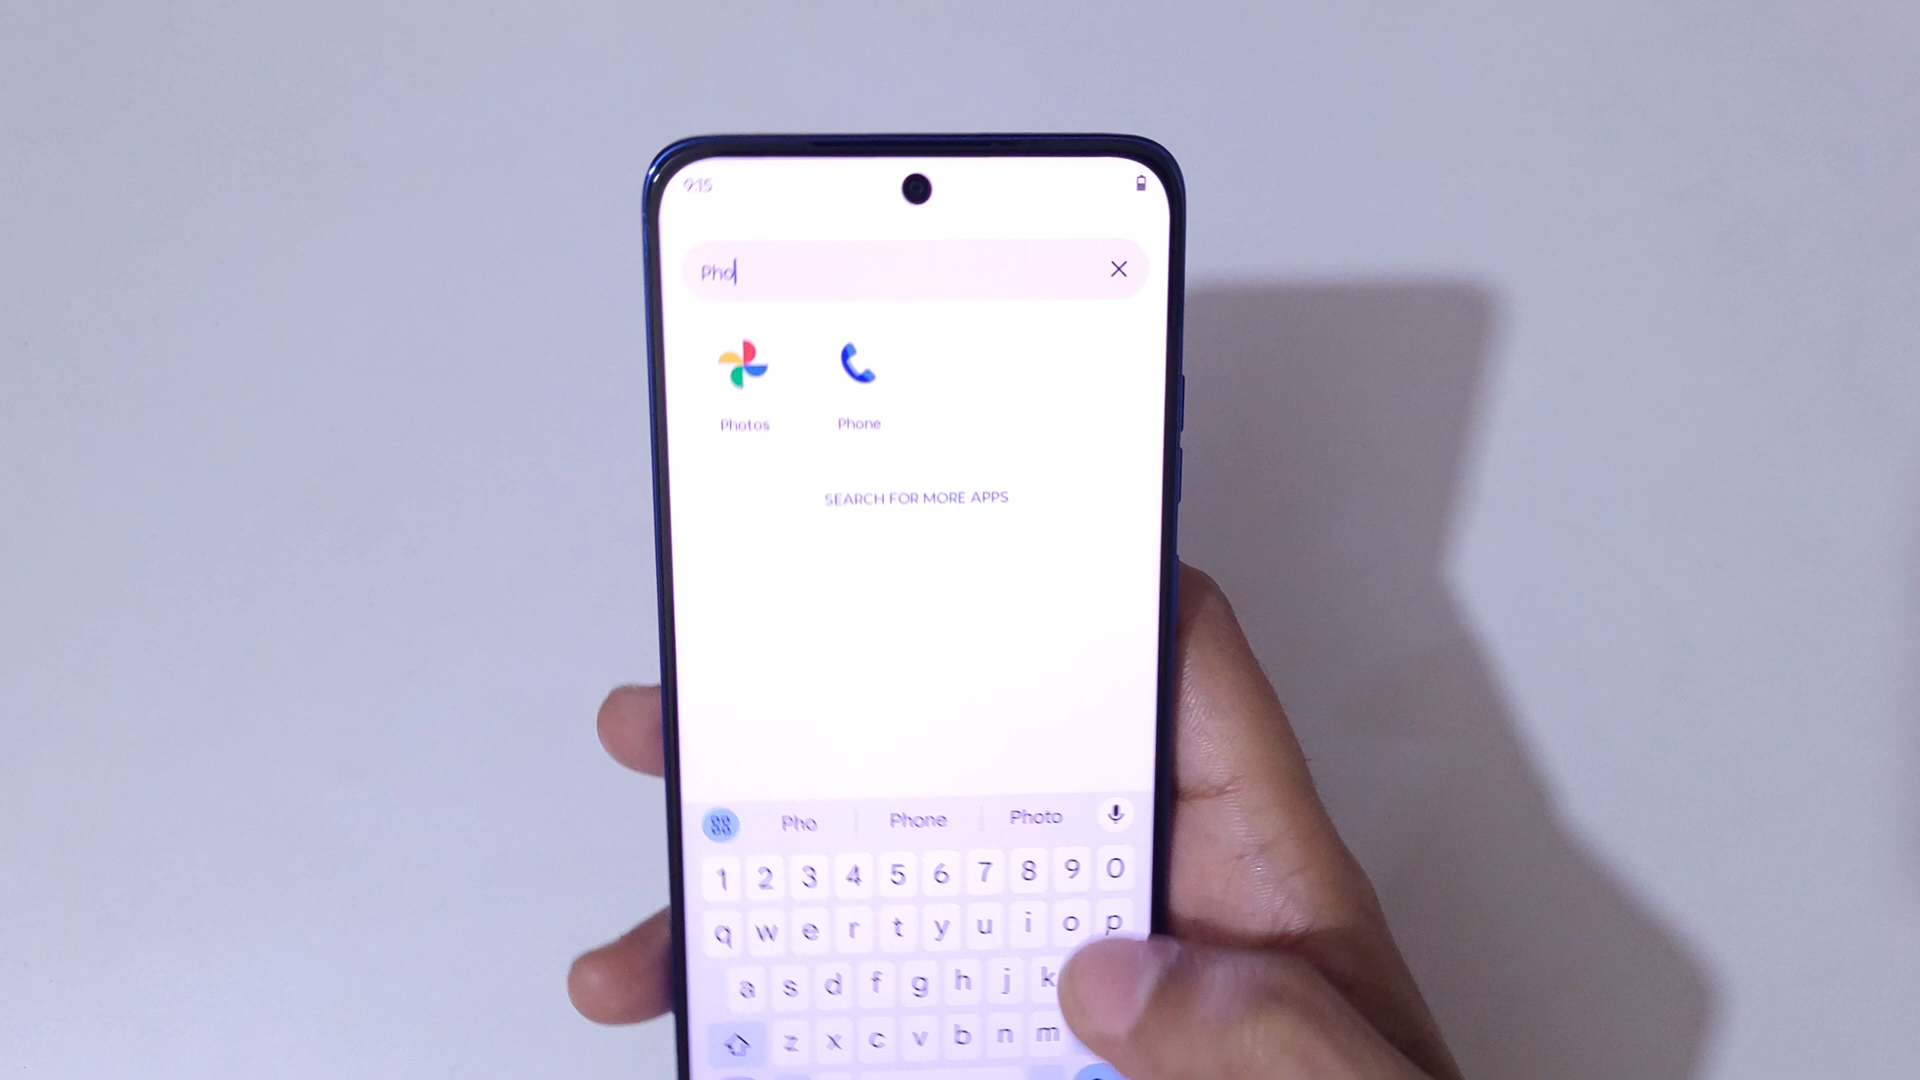 9:15
Pho
Photos Phone
SEARCH FOR MORE APPS
Pho Phone Photo
1 2 3 4 5 6 7 8 9 0
q w e r t y u i o p
a s d f g h j k
z x c v b n m